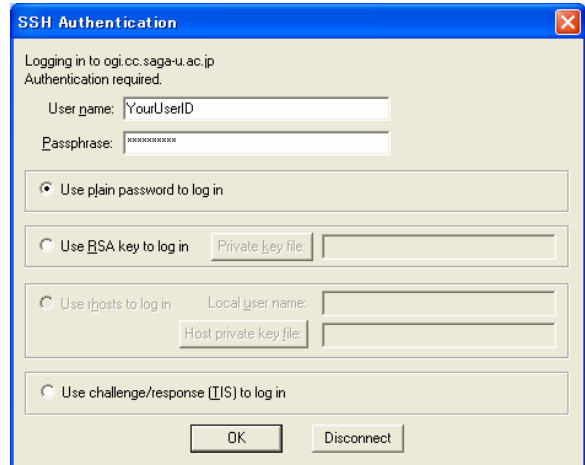 SSH Authentication
Logging in to ogi.cc.saga-u.ac.jp
Authentication required.
User name: YourUserID
Passphrase: **********
Use plain password to log in
Use RSA key to log in Private key file:
Use rhosts to log in Local user name:
Host private key file:
Use challenge/response (TIS) to log in
OK Disconnect